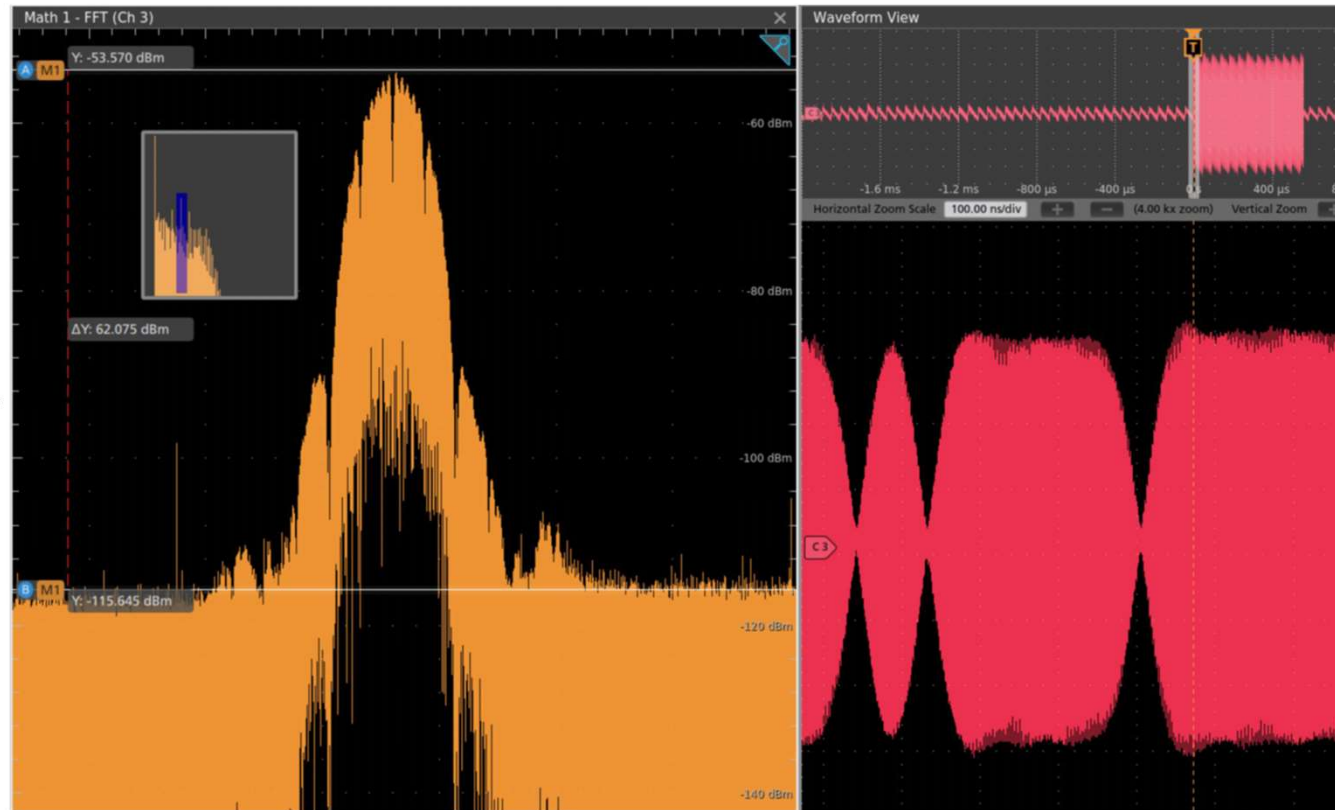 Math 1 - FFT (Ch 3)
Y: -53.570 dBm
A M1
-60 dBm
-80 dBm
ΔY: 62.075 dBm
-100 dBm
B M1
Y: -115.645 dBm
-120 dBm
-140 dBm
Waveform View
T
-1.6 ms -1.2 ms -800 µs -400 µs 400 µs
Horizontal Zoom Scale 100.00 ns/div + − (4.00 kx zoom) Vertical Zoom
C 3